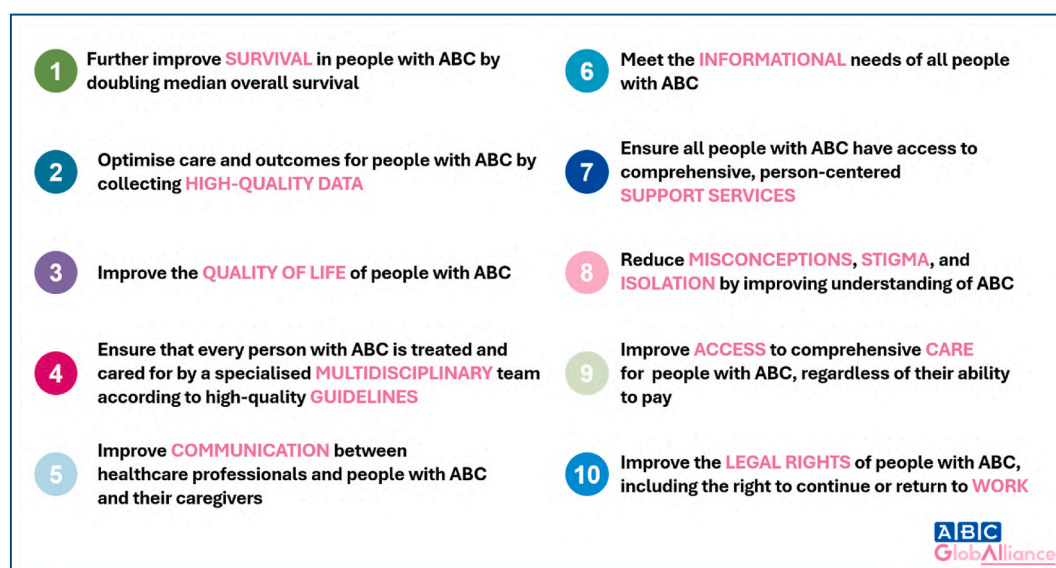 1
Further improve SURVIVAL in people with ABC by
doubling median overall survival
2
Optimise care and outcomes for people with ABC by
collecting HIGH-QUALITY DATA
3
Improve the QUALITY OF LIFE of people with ABC
4
Ensure that every person with ABC is treated and
cared for by a specialised MULTIDISCIPLINARY team
according to high-quality GUIDELINES
5
Improve COMMUNICATION between
healthcare professionals and people with ABC
and their caregivers
6
Meet the INFORMATIONAL needs of all people
with ABC
7
Ensure all people with ABC have access to
comprehensive, person-centered
SUPPORT SERVICES
8
Reduce MISCONCEPTIONS, STIGMA, and
ISOLATION by improving understanding of ABC
9
Improve ACCESS to comprehensive CARE
for people with ABC, regardless of their ability
to pay
10
Improve the LEGAL RIGHTS of people with ABC,
including the right to continue or return to WORK
ABC
GlobAlliance